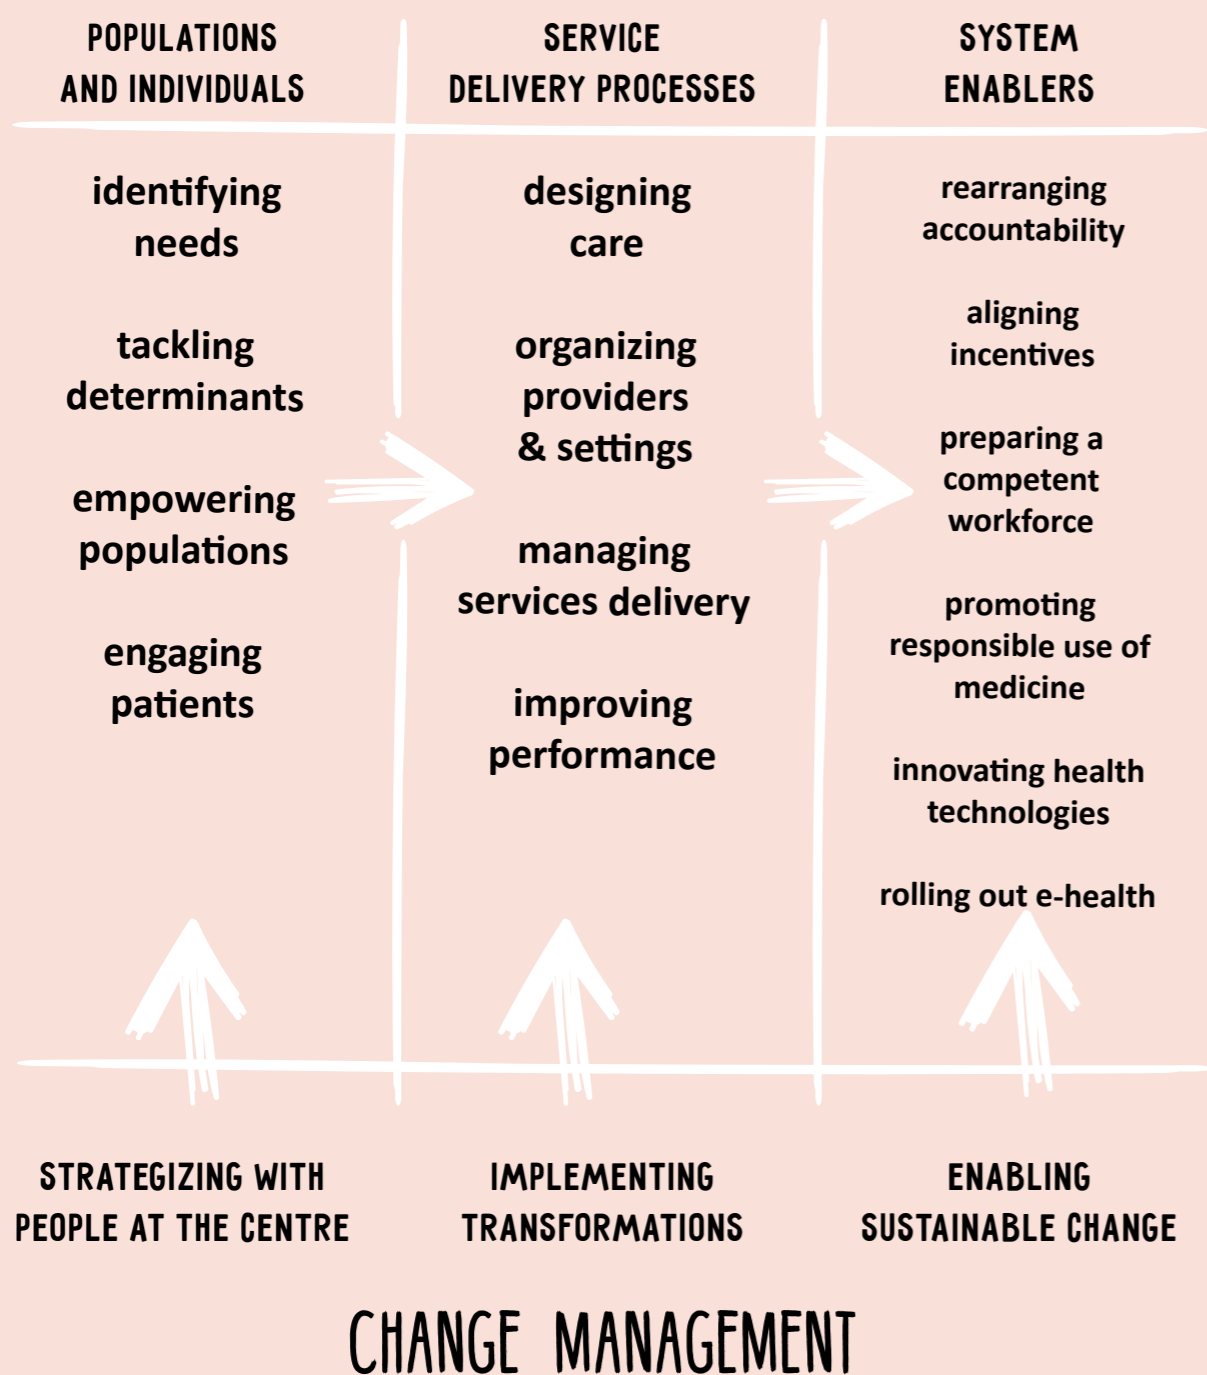 POPULATIONS
AND INDIVIDUALS
SERVICE
DELIVERY PROCESSES
SYSTEM
ENABLERS
identifying
needs
tackling
determinants
empowering
populations
engaging
patients
designing
care
organizing
providers
& settings
managing
services delivery
improving
performance
rearranging
accountability
aligning
incentives
preparing a
competent
workforce
promoting
responsible use of
medicine
innovating health
technologies
rolling out e-health
STRATEGIZING WITH
PEOPLE AT THE CENTRE
IMPLEMENTING
TRANSFORMATIONS
ENABLING
SUSTAINABLE CHANGE
CHANGE MANAGEMENT